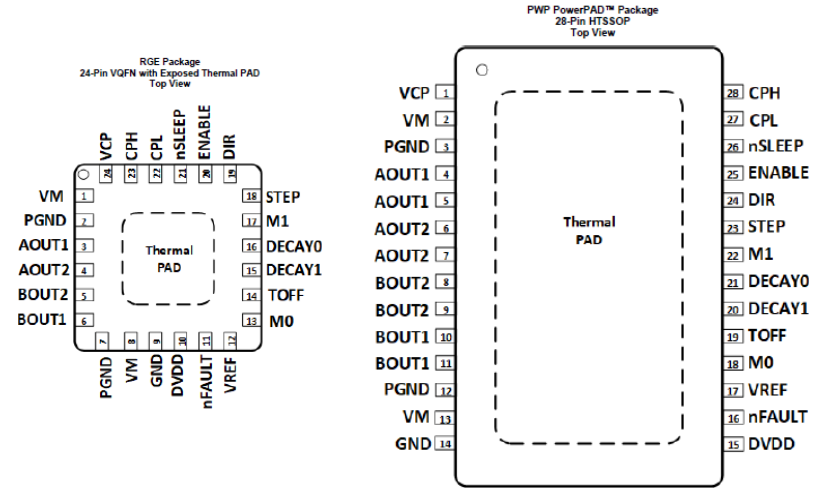 RGE Package
24-Pin VQFN with Exposed Thermal PAD
Top View
VCP
CPH
CPL
nSLEEP
ENABLE
DIR
24
23
22
21
20
19
VM 1
PGND 2
AOUT1 3
AOUT2 4
BOUT2 5
BOUT1 6
Thermal
PAD
18 STEP
17 M1
16 DECAY0
15 DECAY1
14 TOFF
13 M0
7
8
9
10
11
12
PGND
VM
GND
DVDD
nFAULT
VREF
PWP PowerPAD™ Package
28-Pin HTSSOP
Top View
VCP 1
VM 2
PGND 3
AOUT1 4
AOUT1 5
AOUT2 6
AOUT2 7
BOUT2 8
BOUT2 9
BOUT1 10
BOUT1 11
PGND 12
VM 13
GND 14
Thermal
PAD
28 CPH
27 CPL
26 nSLEEP
25 ENABLE
24 DIR
23 STEP
22 M1
21 DECAY0
20 DECAY1
19 TOFF
18 M0
17 VREF
16 nFAULT
15 DVDD